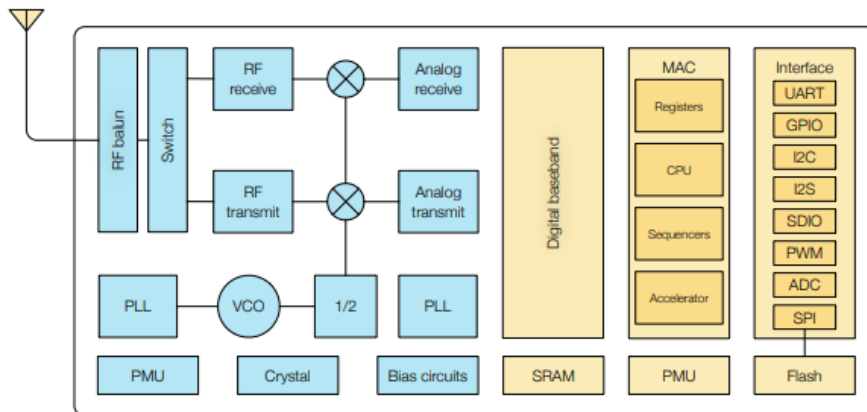 RF balun
Switch
RF
receive
Analog
receive
RF
transmit
Analog
transmit
PLL
VCO
1/2
PLL
PMU
Crystal
Bias circuits
Digital baseband
SRAM
MAC
Registers
CPU
Sequencers
Accelerator
PMU
Interface
UART
GPIO
I2C
I2S
SDIO
PWM
ADC
SPI
Flash